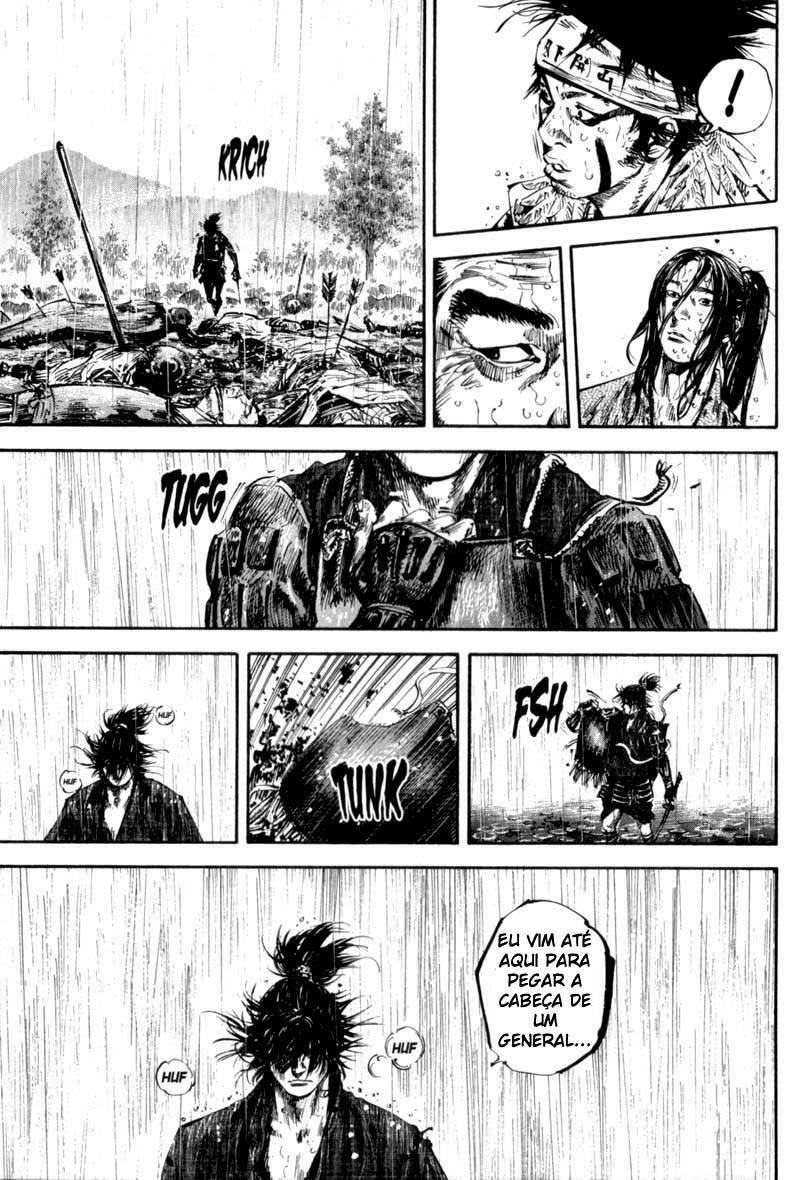 !
KRICH
TUGG
FSH
TUNK
HUF
HUF
EU VIM ATÉ
AQUI PARA
PEGAR A
CABEÇA DE
UM
GENERAL...
HUF
HUF